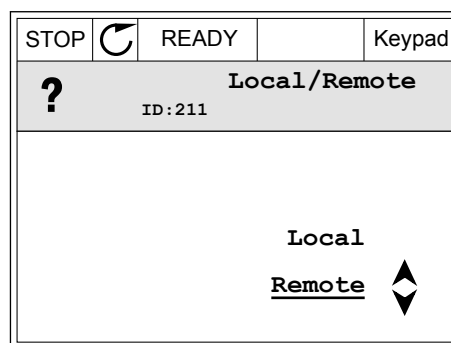 STOP READY Keypad
? Local/Remote
ID:211
Local
Remote